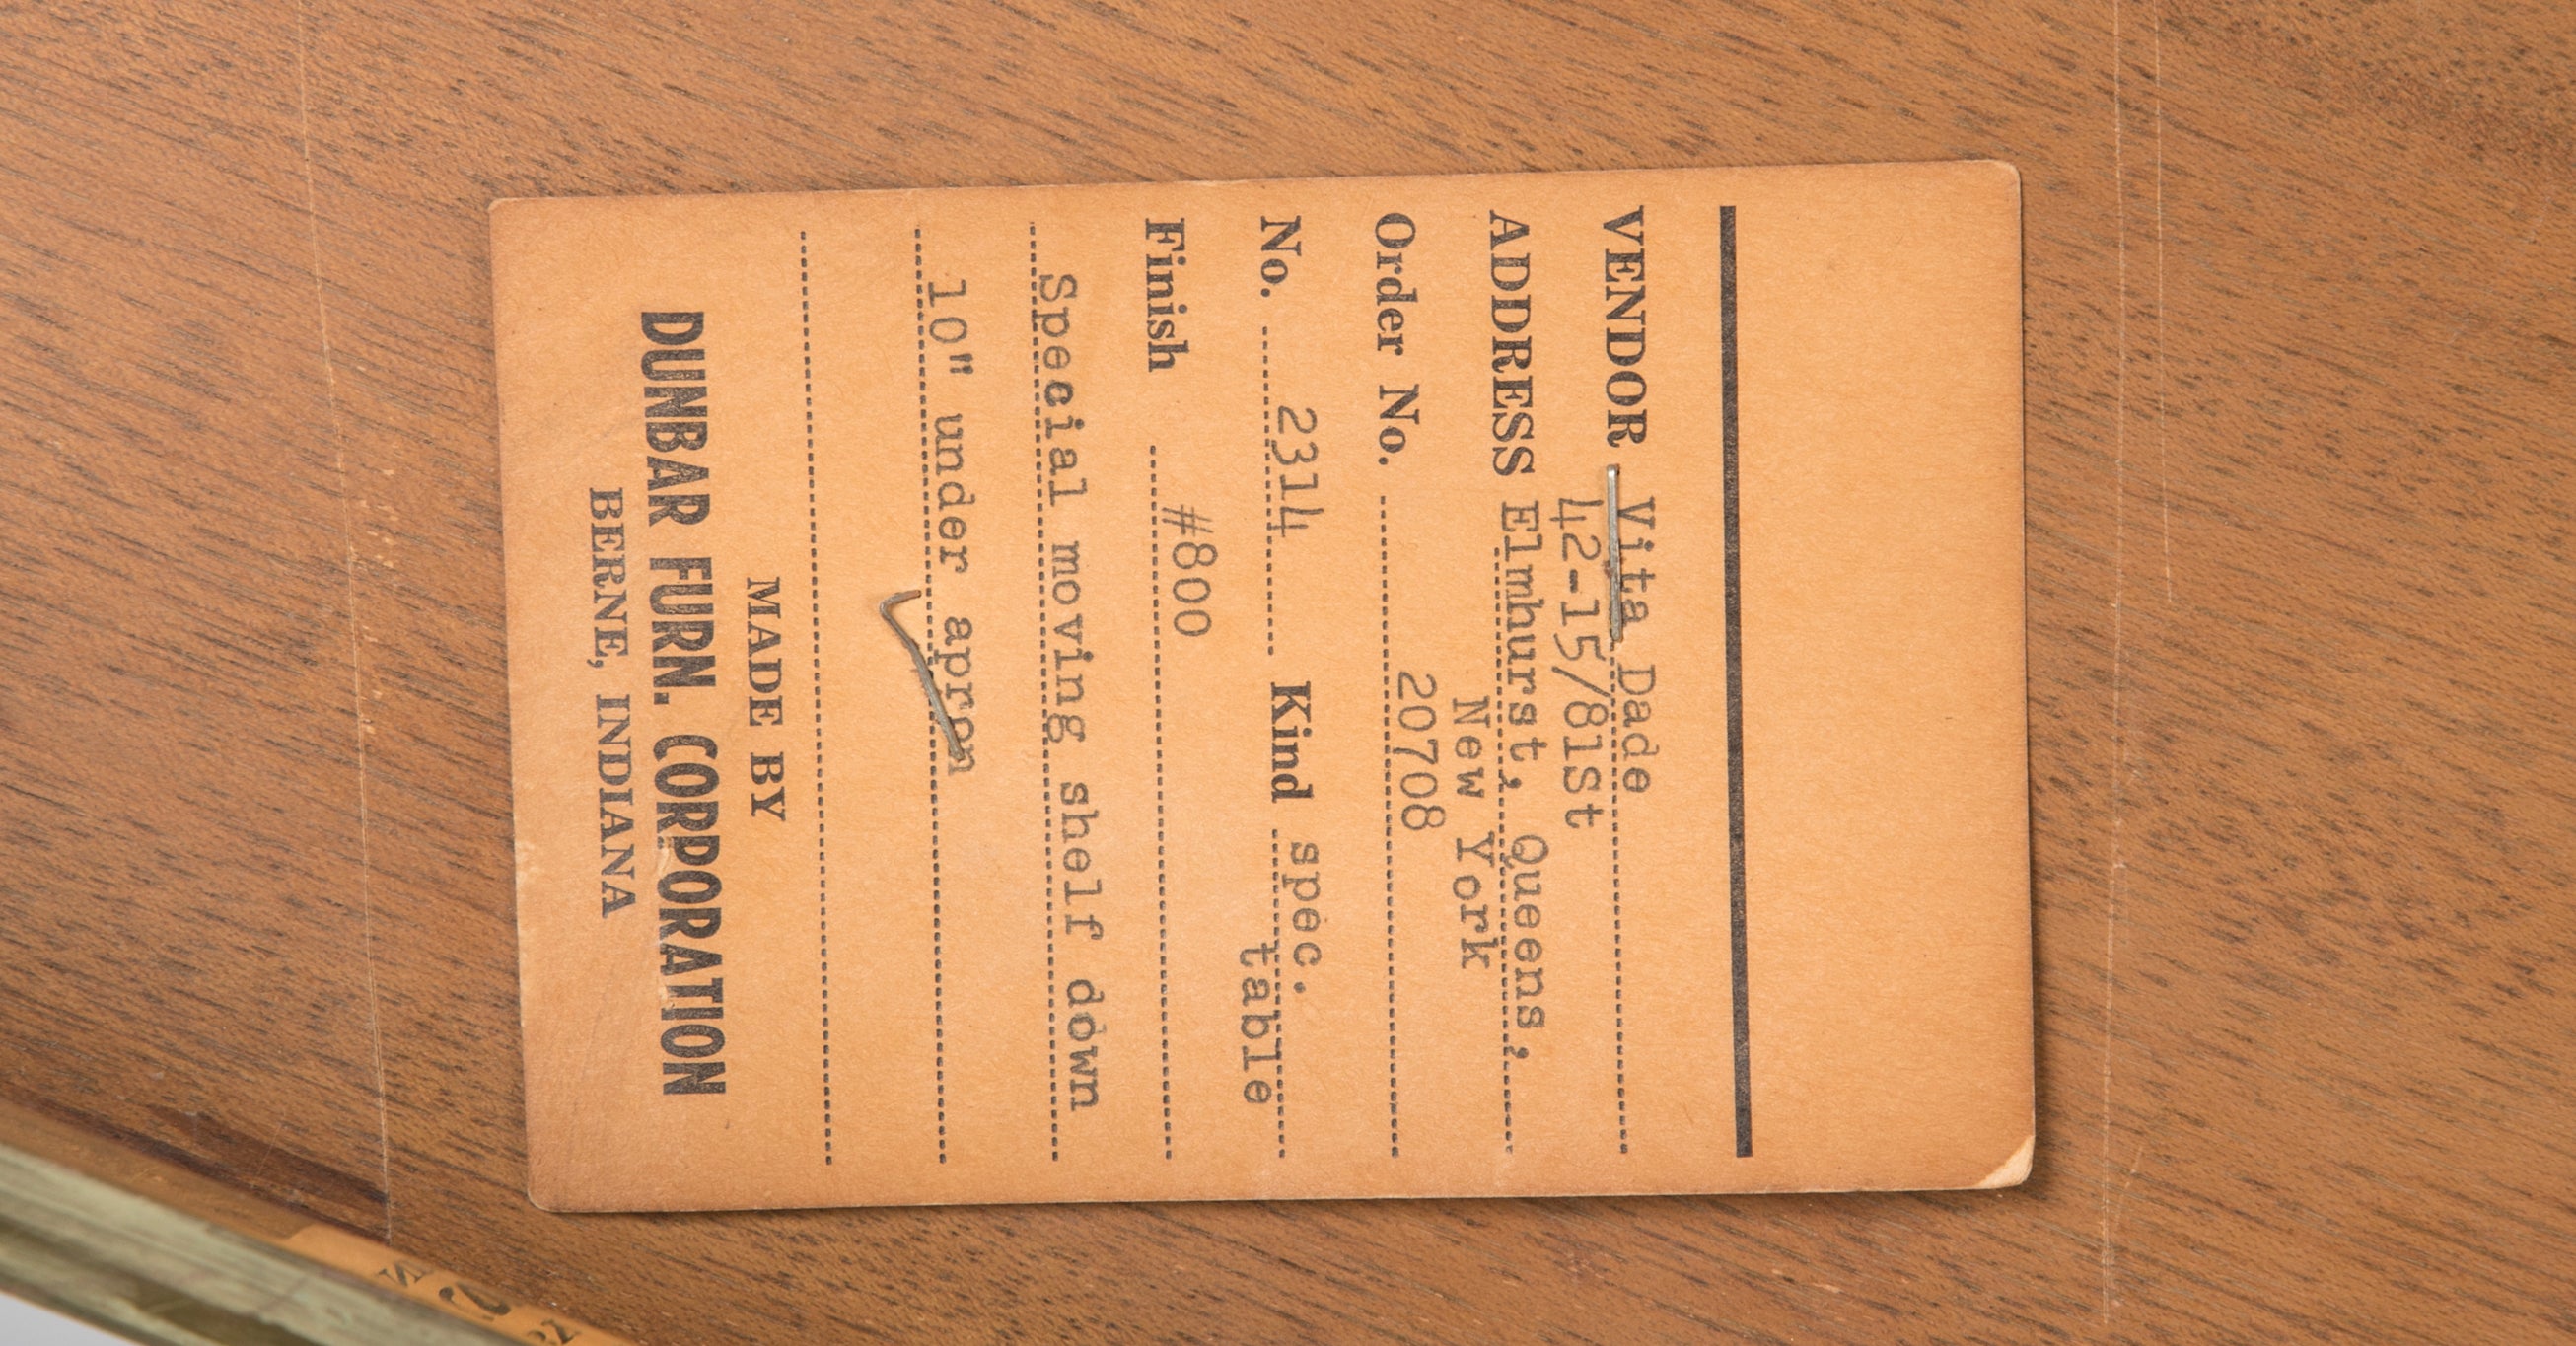 VENDOR Vita Dade
42-15/81St
ADDRESS Elmhurst, Queens,
New York
Order No. 20708
No. 2314 Kind spec.
table
Finish #800
Special moving shelf down
10" under apron
MADE BY
DUNBAR FURN. CORPORATION
BERNE, INDIANA